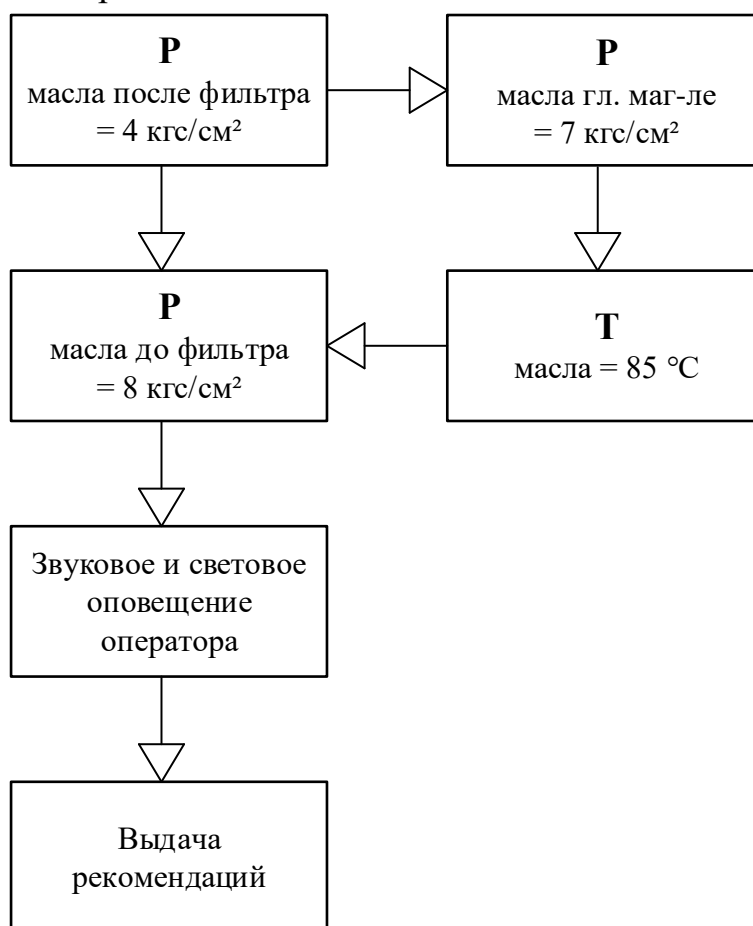 P
масла после фильтра
= 4 кгс/см²
P
масла гл. маг-ле
= 7 кгс/см²
P
масла до фильтра
= 8 кгс/см²
T
масла = 85 °C
Звуковое и световое
оповещение
оператора
Выдача
рекомендаций